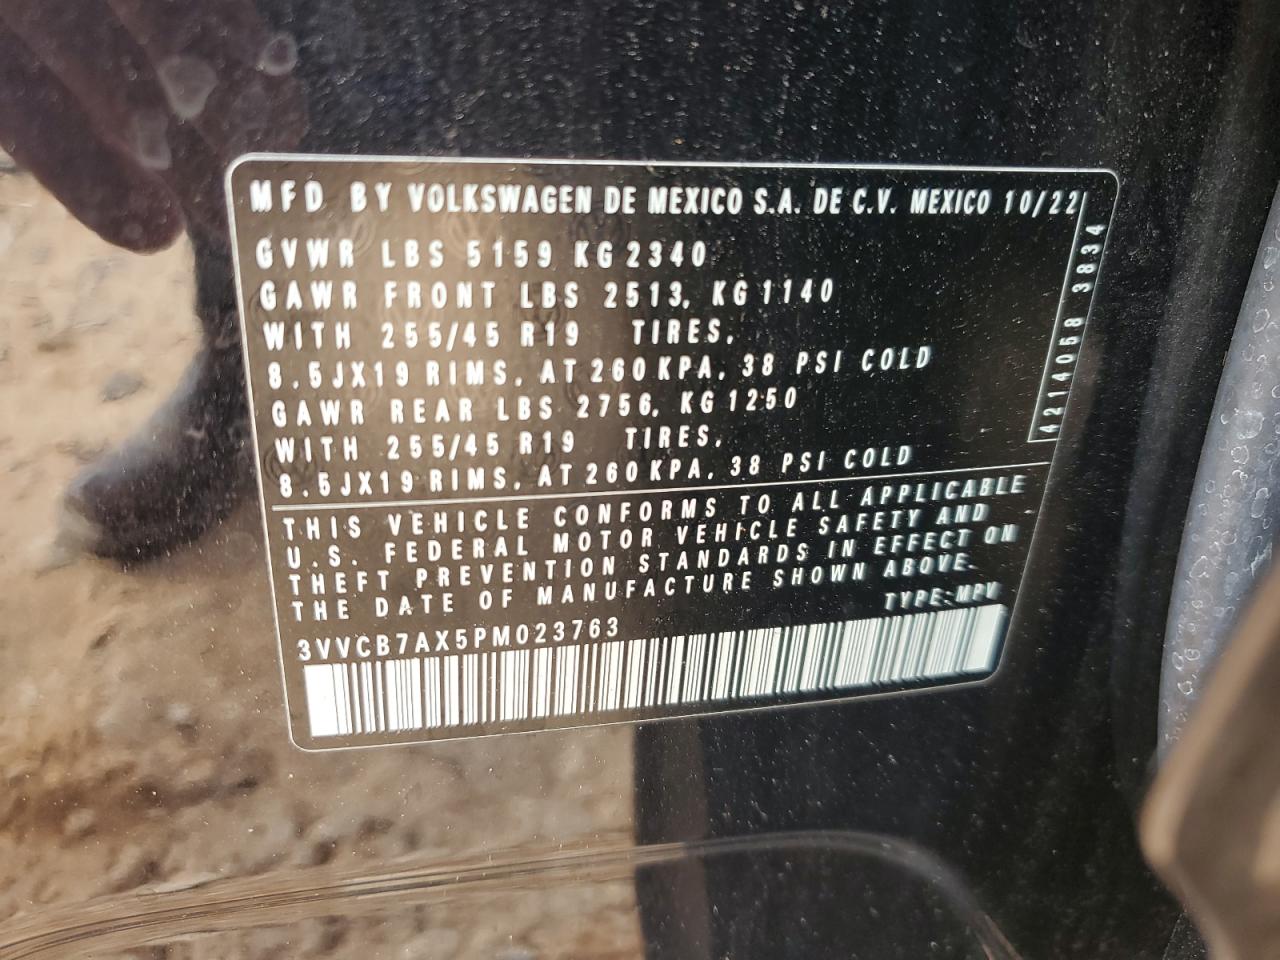 MFD BY VOLKSWAGEN DE MEXICO S.A. DE C.V. MEXICO 10/22
GVWR LBS 5159 KG 2340
GAWR FRONT LBS 2513, KG 1140
WITH 255/45 R19 TIRES,
8.5JX19 RIMS, AT 260 KPA, 38 PSI COLD
GAWR REAR LBS 2756, KG 1250
WITH 255/45 R19 TIRES,
8.5JX19 RIMS, AT 260 KPA, 38 PSI COLD
4214058 3834
THIS VEHICLE CONFORMS TO ALL APPLICABLE
U.S. FEDERAL MOTOR VEHICLE SAFETY AND
THEFT PREVENTION STANDARDS IN EFFECT ON
THE DATE OF MANUFACTURE SHOWN ABOVE.
TYPE:MPV
3VVCB7AX5PM023763